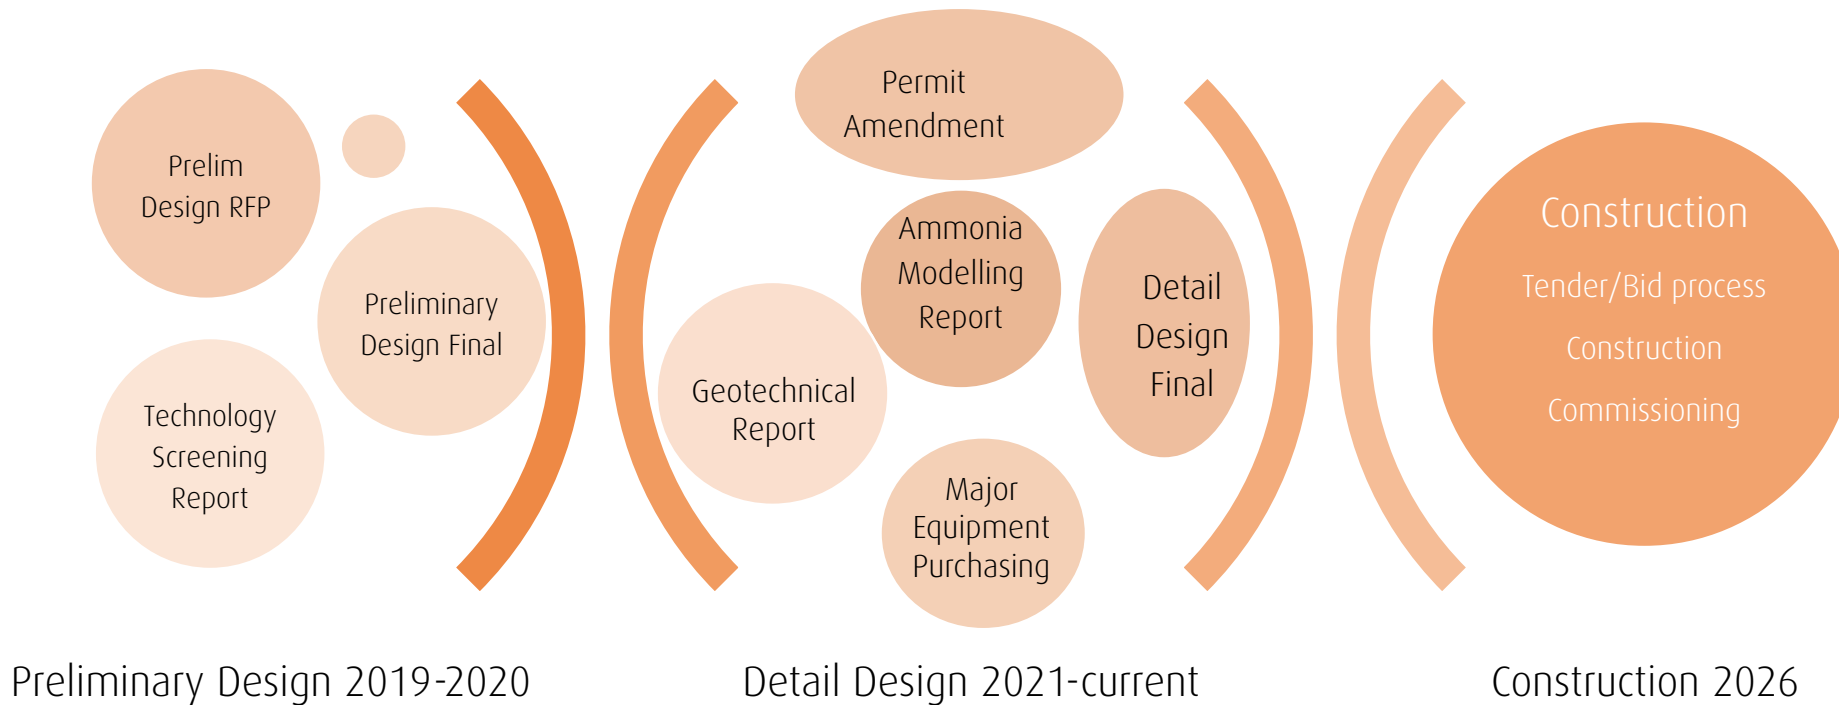 Prelim
Design RFP
Preliminary
Design Final
Technology
Screening
Report
Permit
Amendment
Ammonia
Modelling
Report
Geotechnical
Report
Detail
Design
Final
Major
Equipment
Purchasing
Construction
Tender/Bid process
Construction
Commissioning
Preliminary Design 2019-2020
Detail Design 2021-current
Construction 2026